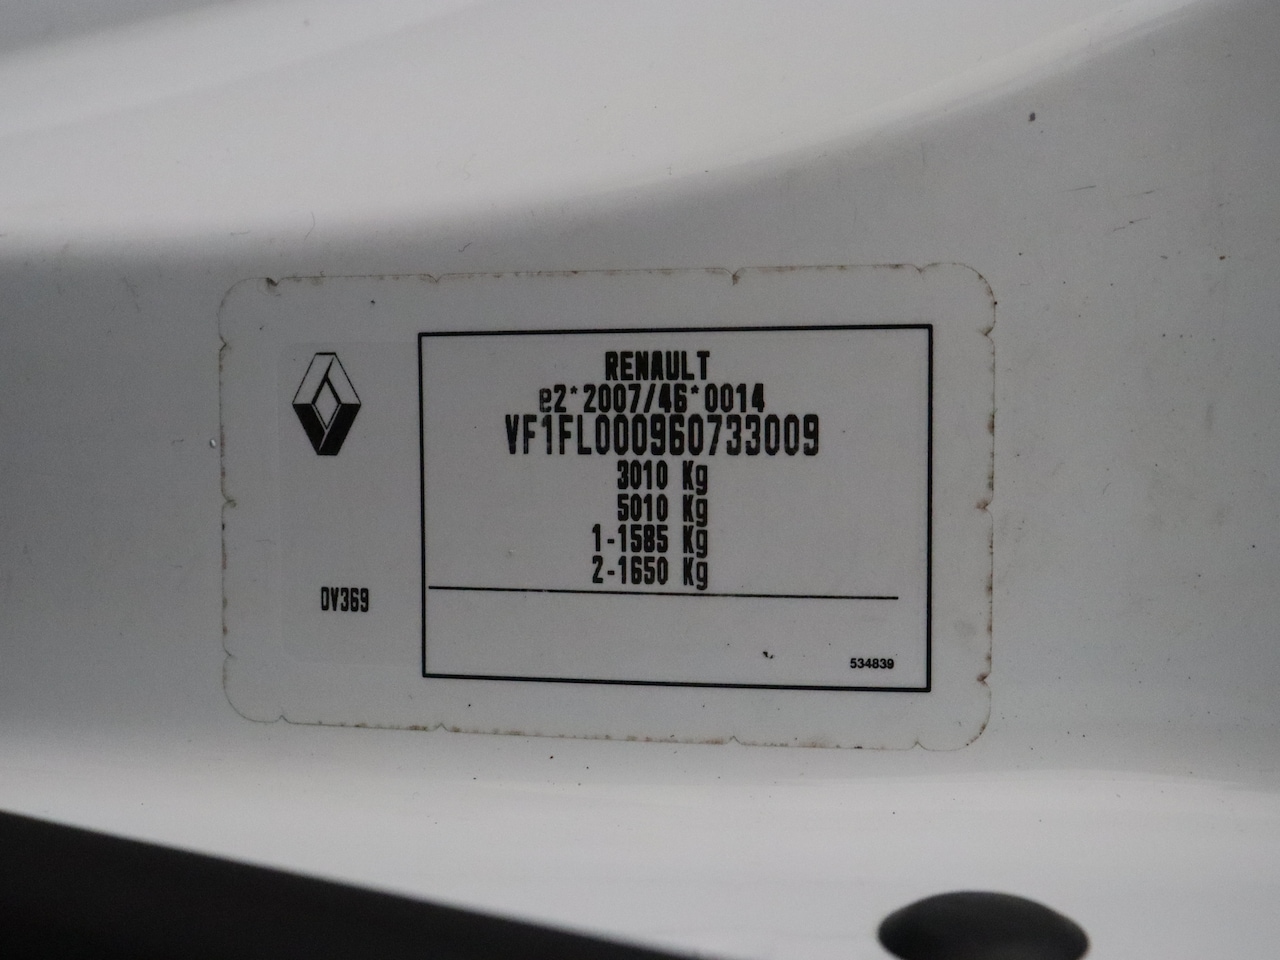 RENAULT
e2*2007/46*0014
VF1FL000960733009
3010 Kg
5010 Kg
1-1585 Kg
2-1650 Kg
DV369
534839